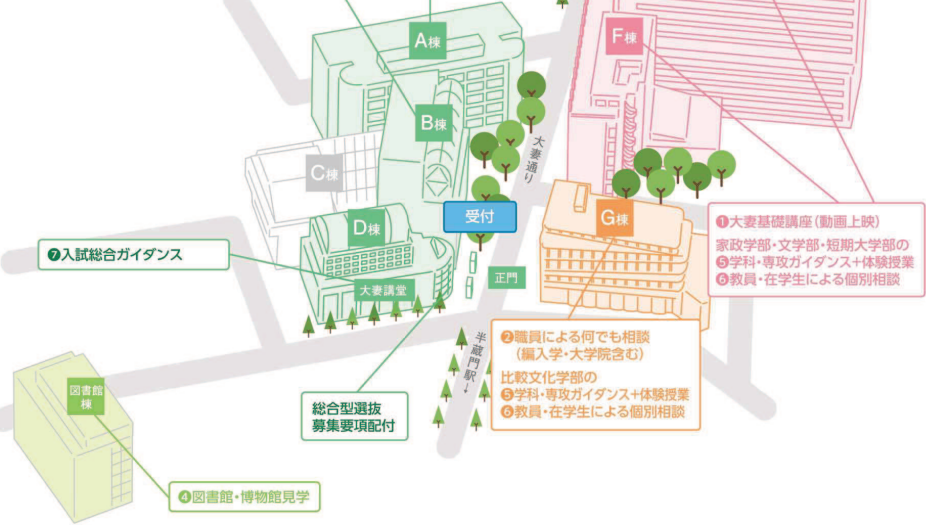 A棟
F棟
B棟
大妻通り
C棟
受付
G棟
D棟
❶大妻基礎講座(動画上映)
家政学部・文学部・短期大学部の
❺学科・専攻ガイダンス+体験授業
❻教員・在学生による個別相談
❼入試総合ガイダンス
大妻講堂
正門
❷職員による何でも相談
(編入学・大学院含む)
比較文化学部の
❺学科・専攻ガイダンス+体験授業
❻教員・在学生による個別相談
半蔵門駅→
図書館
棟
総合型選抜
募集要項配付
❹図書館・博物館見学